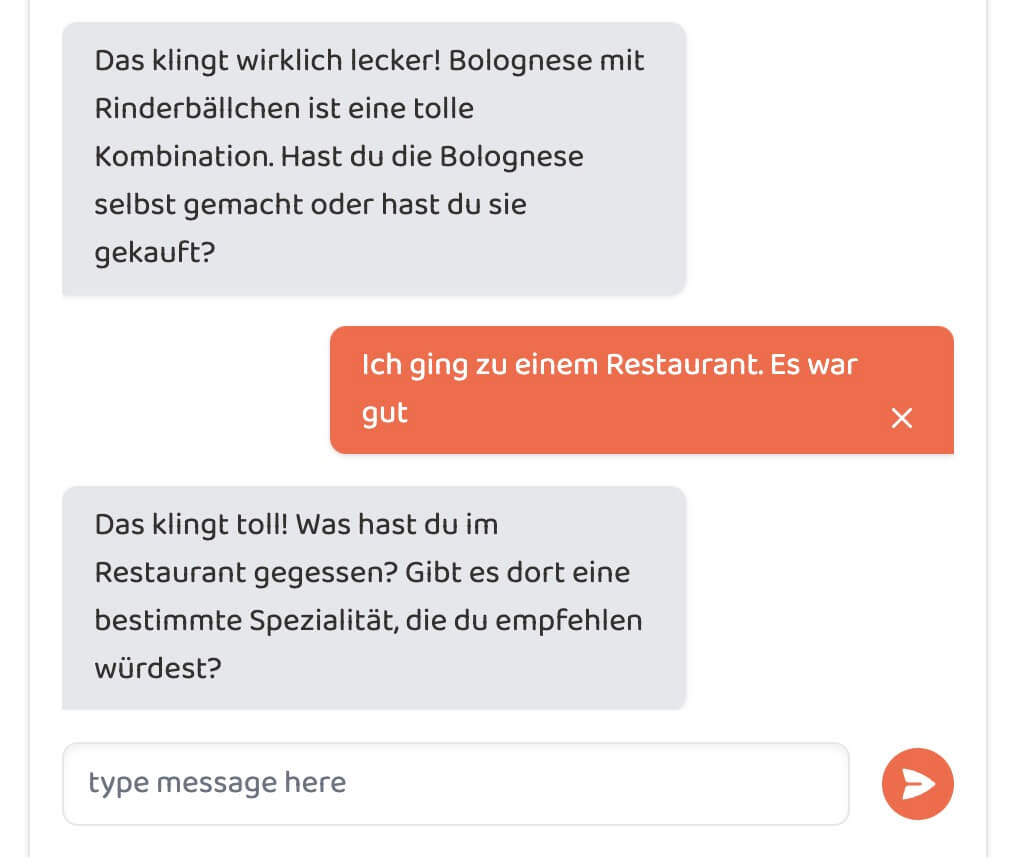 Das klingt wirklich lecker! Bolognese mit
Rinderbällchen ist eine tolle
Kombination. Hast du die Bolognese
selbst gemacht oder hast du sie
gekauft?
Ich ging zu einem Restaurant. Es war
gut
Das klingt toll! Was hast du im
Restaurant gegessen? Gibt es dort eine
bestimmte Spezialität, die du empfehlen
würdest?
type message here